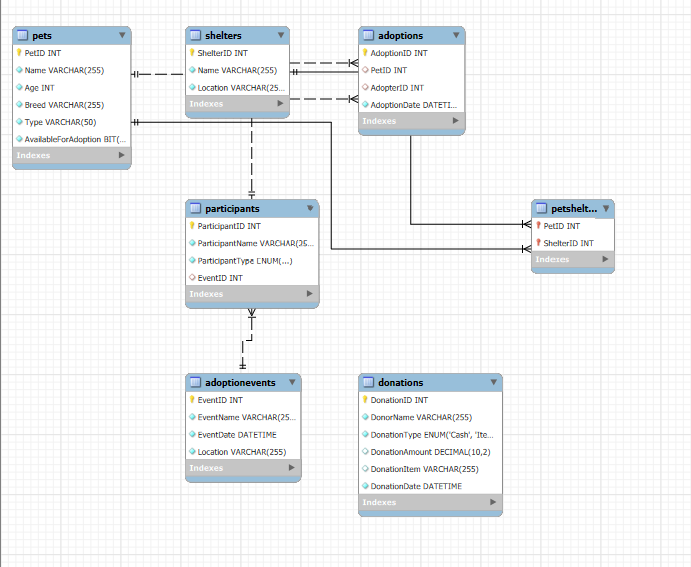 pets
PetID INT
Name VARCHAR(255)
Age INT
Breed VARCHAR(255)
Type VARCHAR(50)
AvailableForAdoption BIT(...
Indexes
shelters
ShelterID INT
Name VARCHAR(255)
Location VARCHAR(25...
Indexes
adoptions
AdoptionID INT
PetID INT
AdopterID INT
AdoptionDate DATETI...
Indexes
participants
ParticipantID INT
ParticipantName VARCHAR(25...
ParticipantType ENUM(...)
EventID INT
Indexes
petshelt...
PetID INT
ShelterID INT
Indexes
adoptionevents
EventID INT
EventName VARCHAR(25...
EventDate DATETIME
Location VARCHAR(255)
Indexes
donations
DonationID INT
DonorName VARCHAR(255)
DonationType ENUM('Cash', 'Ite...
DonationAmount DECIMAL(10,2)
DonationItem VARCHAR(255)
DonationDate DATETIME
Indexes